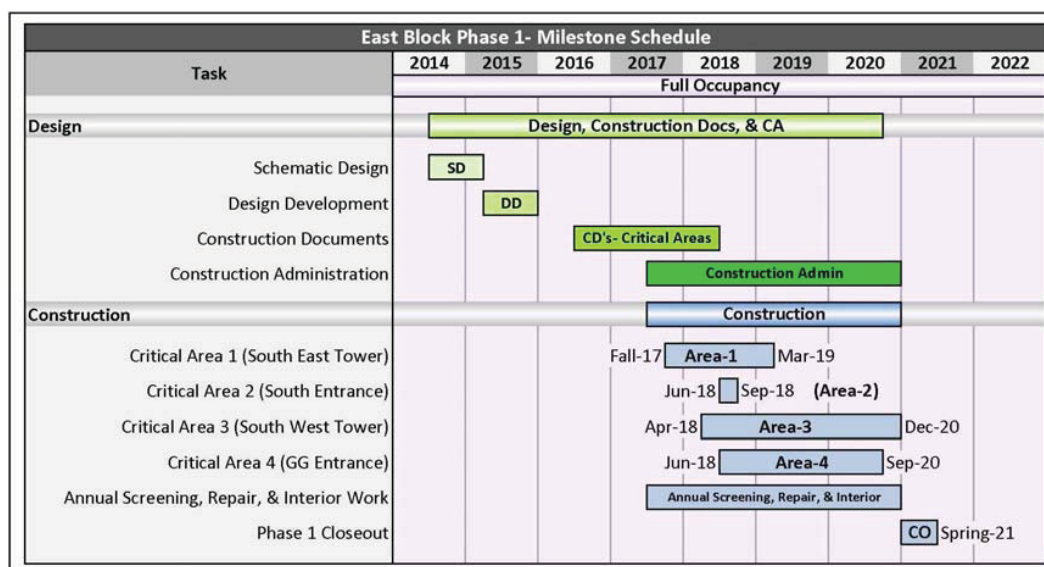 East Block Phase 1- Milestone Schedule
Task
2014 2015 2016 2017 2018 2019 2020 2021 2022
Full Occupancy
Design Design, Construction Docs, & CA
Schematic Design SD
Design Development DD
Construction Documents CD's- Critical Areas
Construction Administration Construction Admin
Construction Construction
Critical Area 1 (South East Tower) Fall-17 Area-1 Mar-19
Critical Area 2 (South Entrance) Jun-18 Sep-18 (Area-2)
Critical Area 3 (South West Tower) Apr-18 Area-3 Dec-20
Critical Area 4 (GG Entrance) Jun-18 Area-4 Sep-20
Annual Screening, Repair, & Interior Work Annual Screening, Repair, & Interior
Phase 1 Closeout CO Spring-21